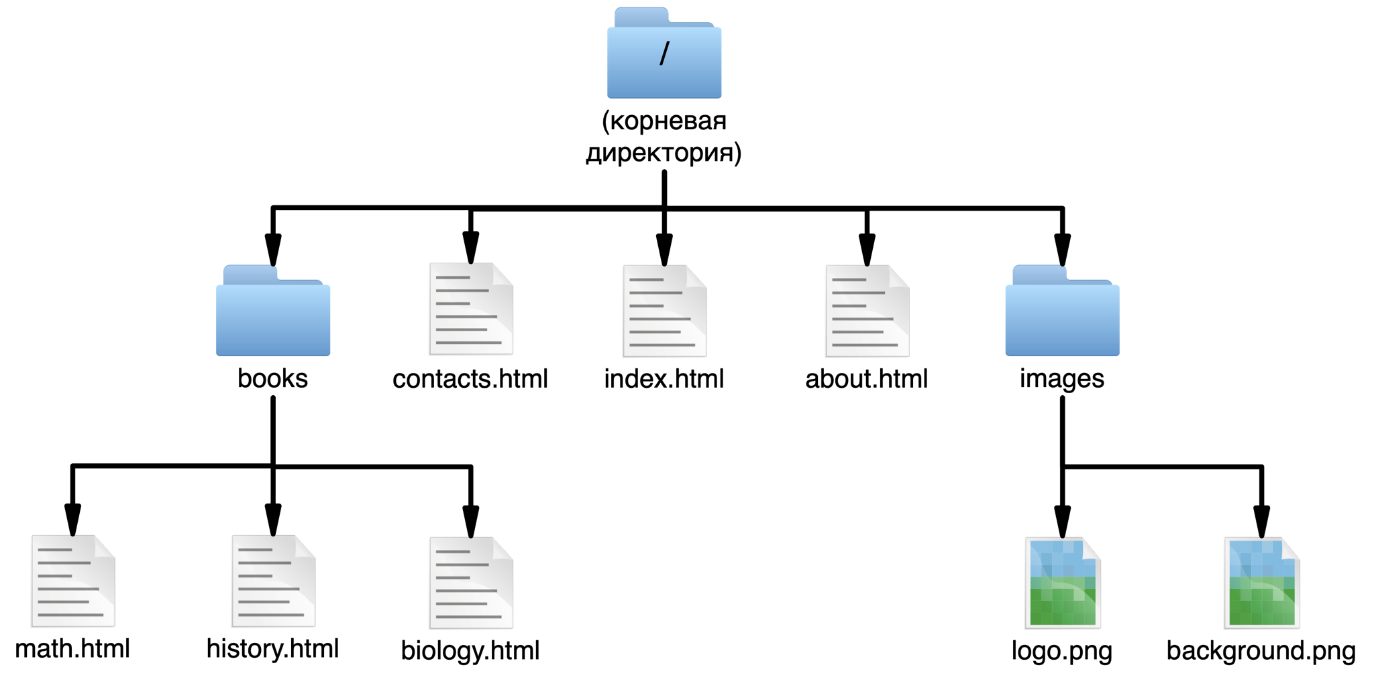 /
(корневая
директория)
books
contacts.html
index.html
about.html
images
math.html
history.html
biology.html
logo.png
background.png